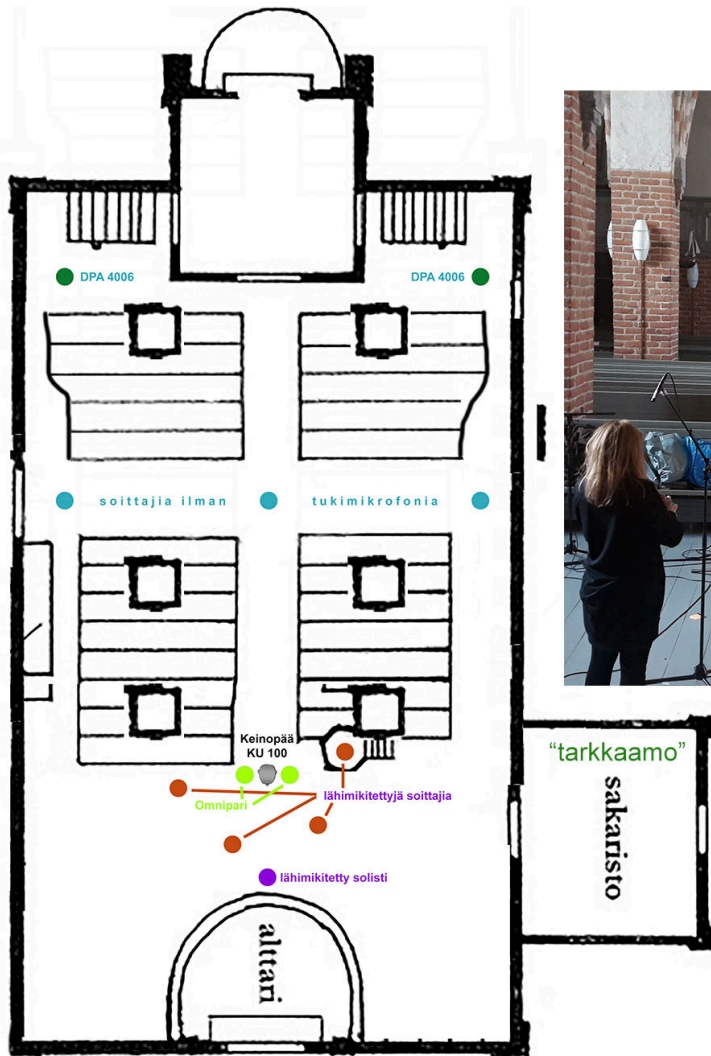 DPA 4006
DPA 4006
soittajia ilman
tukimikrofonia
Keinopää
KU 100
Omnipari
lähimikitettyjä soittajia
lähimikitetty solisti
"tarkkaamo"
sakaristo
alttari